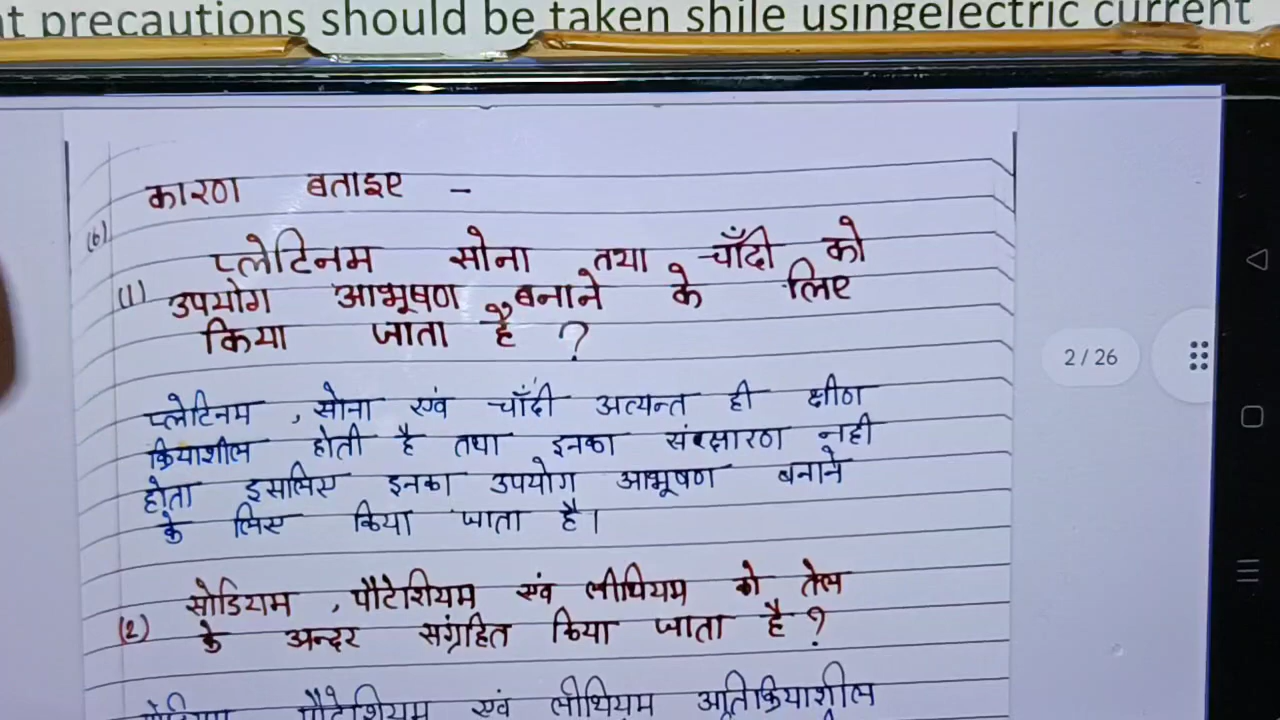 t precautions should be taken shile usingelectric current
कारण बताइए -
(6)
प्लेटिनम सोना तथा चाँदी को
(1) उपयोग आभूषण बनाने के लिए
किया जाता है ?
प्लेटिनम , सोना एवं चाँदी अत्यन्त ही क्षीण
क्रियाशील होती है तथा इनका संक्षारण नही
होता इसलिए इनका उपयोग आभूषण बनाने
के लिए किया जाता है।
2 / 26
सोडियम , पौटेशियम एवं लीथियम को तेल
(2) के अन्दर संग्रहित किया जाता है ?
पौटेशियम एवं लीथियम